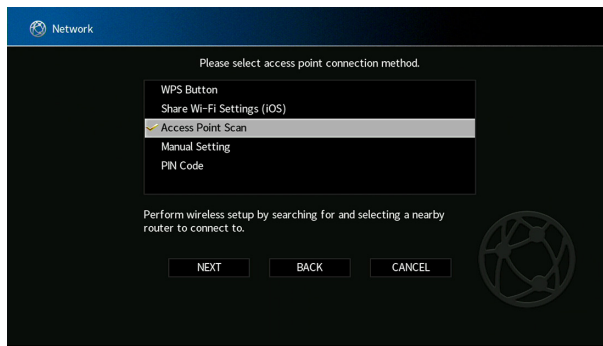 Network
Please select access point connection method.
WPS Button
Share Wi-Fi Settings (iOS)
Access Point Scan
Manual Setting
PIN Code
Perform wireless setup by searching for and selecting a nearby
router to connect to.
NEXT BACK CANCEL